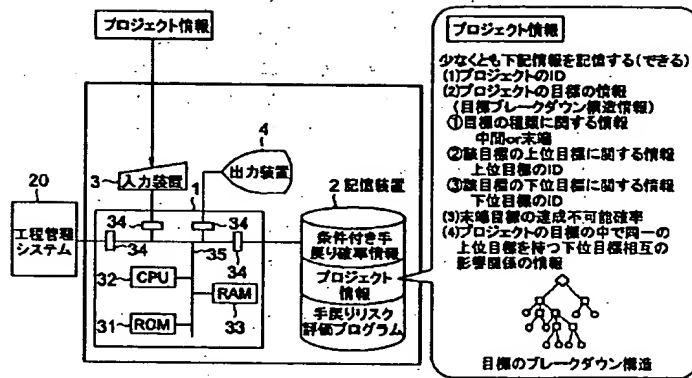 プロジェクト情報
4
出力装置
3
入力装置
1
20
工程管理
システム
34
34
34
34
35
32
CPU
RAM
33
31
ROM
2 記憶装置
条件付き手
戻り確率情報
プロジェクト
情報
手戻りリスク
評価プログラム
プロジェクト情報
少なくとも下記情報を記憶する(できる)
(1)プロジェクトのID
(2)プロジェクトの目標の情報
(目標ブレークダウン構造情報)
①目標の種類に関する情報
中間or末端
②該目標の上位目標に関する情報
上位目標のID
③該目標の下位目標に関する情報
下位目標のID
(3)末端目標の達成不可能確率
(4)プロジェクトの目標の中で同一の
上位目標を持つ下位目標相互の
影響関係の情報
目標のブレークダウン構造